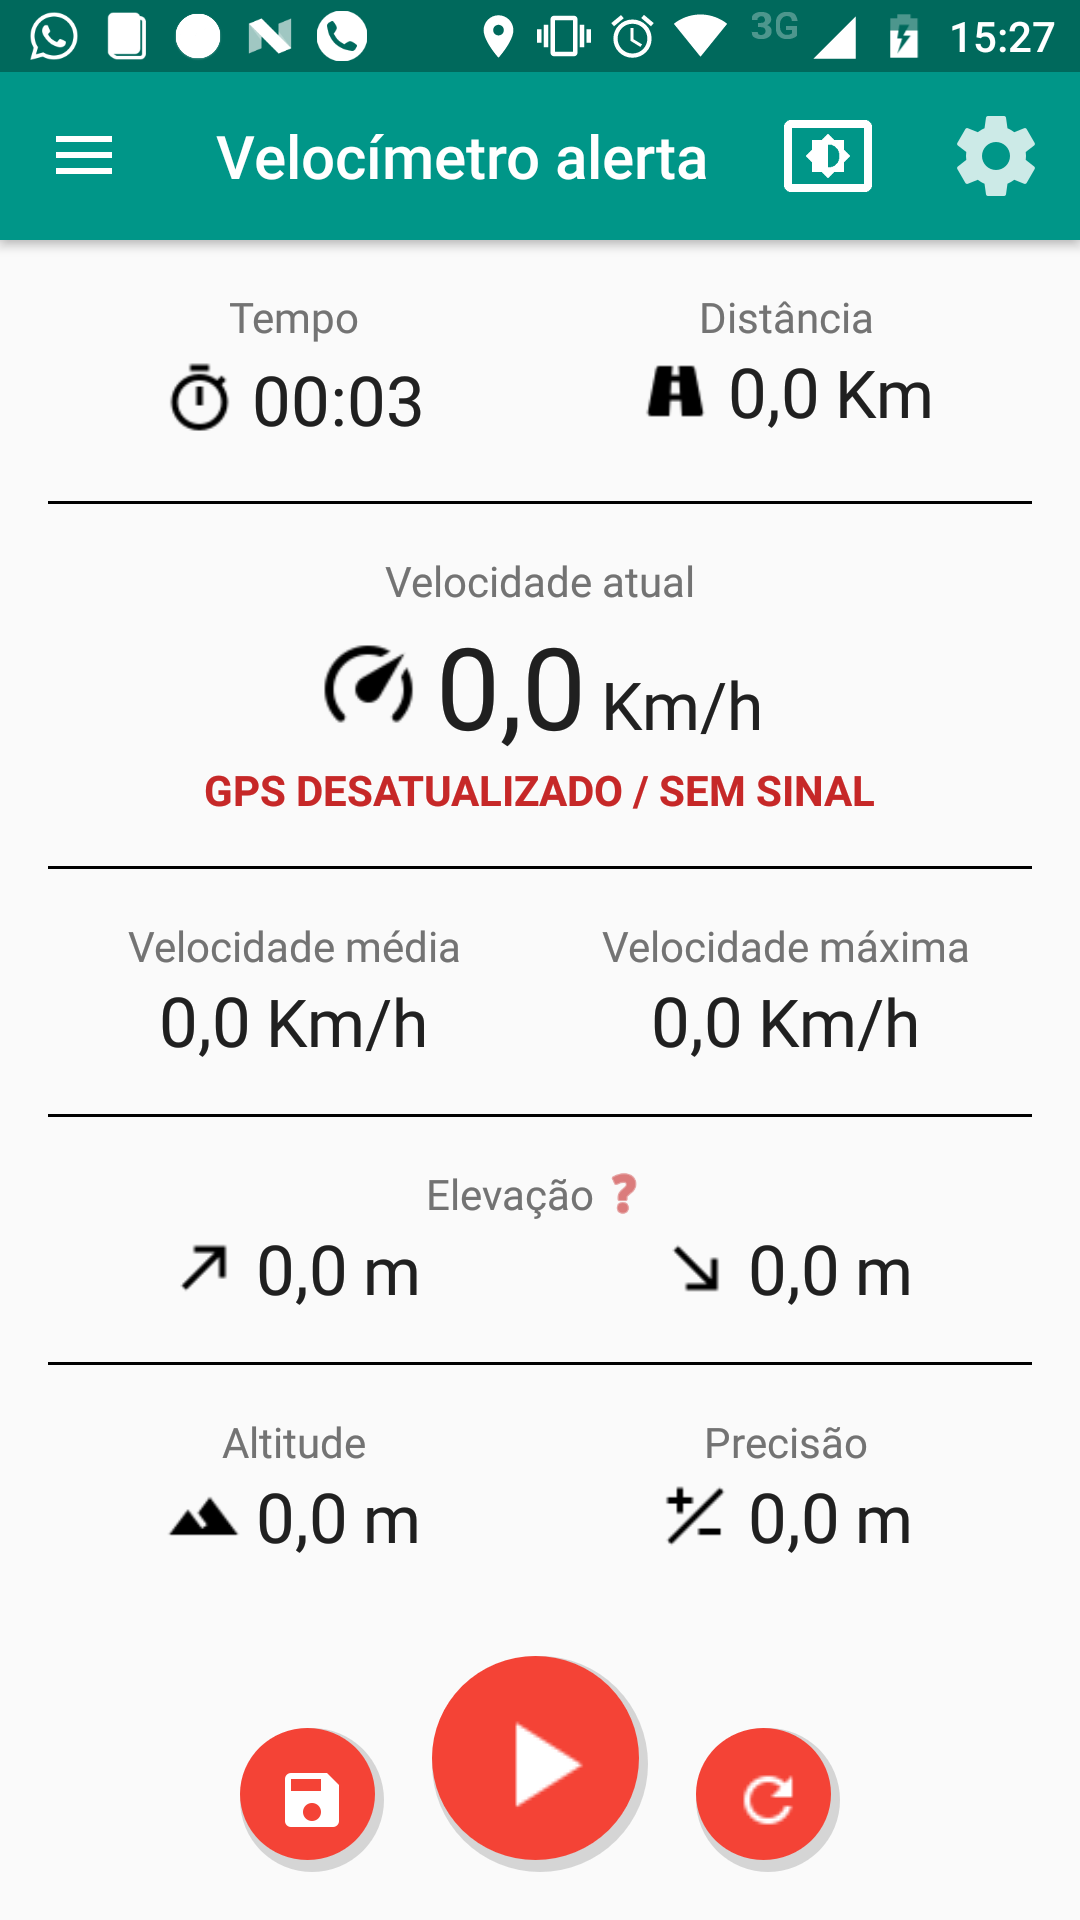 3G 15:27
Velocímetro alerta
Tempo Distância
00:03 0,0 Km
Velocidade atual
0,0 Km/h
GPS DESATUALIZADO / SEM SINAL
Velocidade média Velocidade máxima
0,0 Km/h 0,0 Km/h
Elevação ?
0,0 m 0,0 m
Altitude Precisão
0,0 m 0,0 m